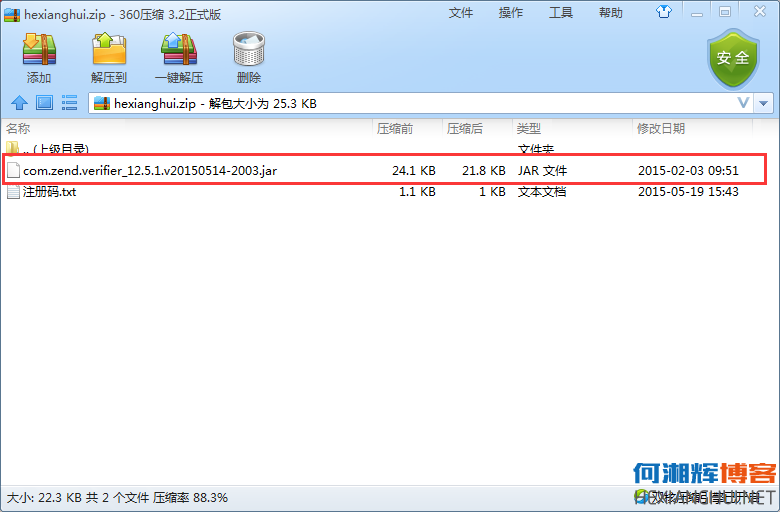 hexianghui.zip - 360压缩 3.2正式版
文件 操作 工具 帮助
添加 解压到 一键解压 删除
安全
hexianghui.zip - 解包大小为 25.3 KB
名称 压缩前 压缩后 类型 修改日期
.. (上级目录) 文件夹
com.zend.verifier_12.5.1.v20150514-2003.jar 24.1 KB 21.8 KB JAR 文件 2015-02-03 09:51
注册码.txt 1.1 KB 1 KB 文本文档 2015-05-19 15:43
何湘辉博客
大小: 22.3 KB 共 2 个文件 压缩率 88.3%
HEXIANGHUI.NET